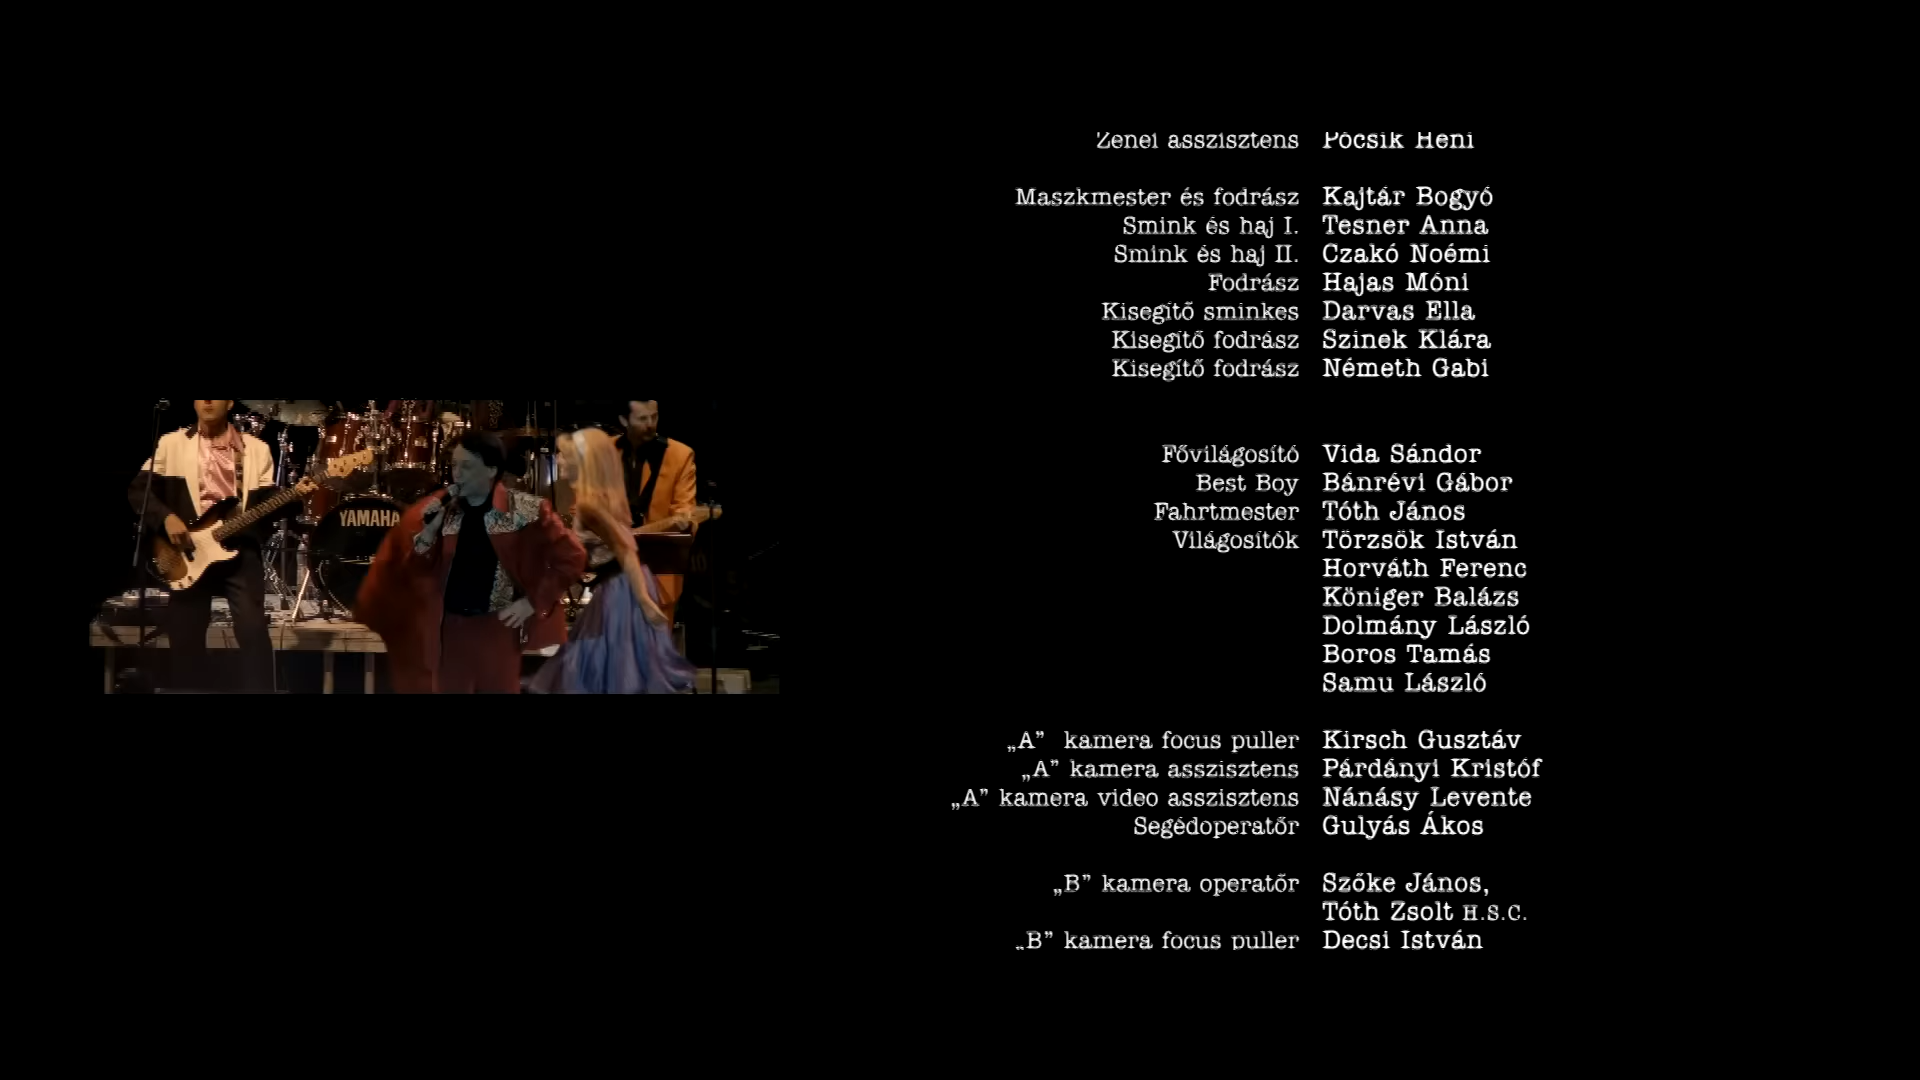 Zenei asszisztens Pócsik Heni
Maszkmester és fodrász Kajtár Bogyó
Smink és haj I. Tesner Anna
Smink és haj II. Czakó Noémi
Fodrász Hajas Móni
Kisegítő sminkes Darvas Ella
Kisegítő fodrász Szinek Klára
Kisegítő fodrász Németh Gabi
Fővilágosító Vida Sándor
Best Boy Bánrévi Gábor
Fahrtmester Tóth János
Világosítók Törzsök István
Horváth Ferenc
Königer Balázs
Dolmány László
Boros Tamás
Samu László
„A” kamera focus puller Kirsch Gusztáv
„A” kamera asszisztens Párdányi Kristóf
„A” kamera video asszisztens Nánásy Levente
Segédoperatőr Gulyás Ákos
„B” kamera operatőr Szőke János,
Tóth Zsolt H.S.C.
„B” kamera focus puller Decsi István
YAMAHA